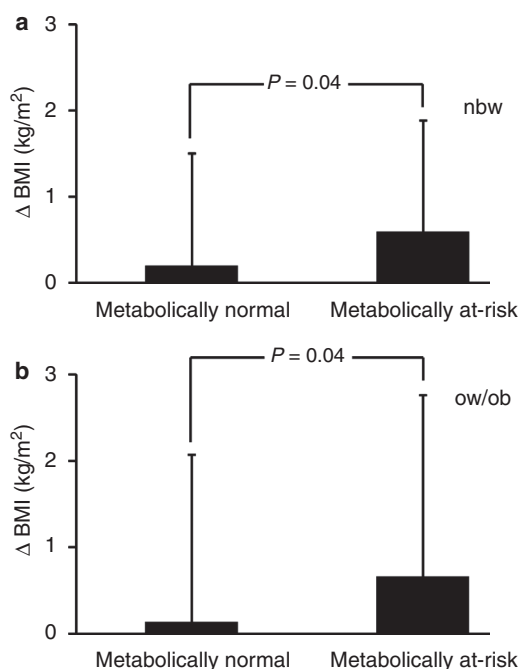 a
3
2
1
0
Δ BMI (kg/m²)
P = 0.04
nbw
Metabolically normal Metabolically at-risk
b
3
2
1
0
Δ BMI (kg/m²)
P = 0.04
ow/ob
Metabolically normal Metabolically at-risk